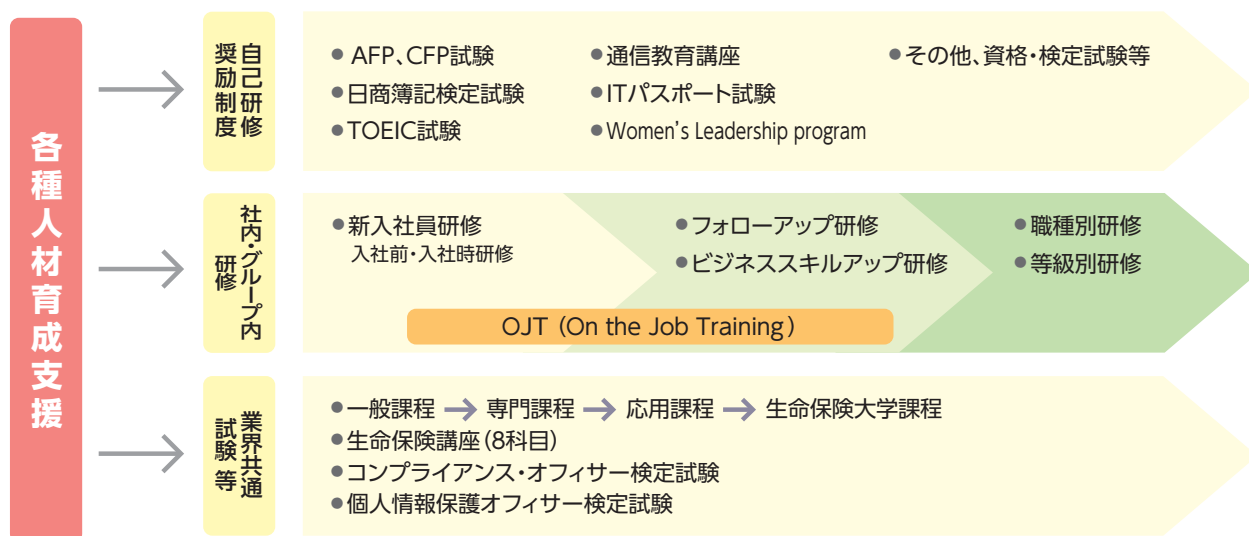 各種人材育成支援
自己研修
奨励制度
● AFP、CFP試験
● 日商簿記検定試験
● TOEIC試験
● 通信教育講座
● ITパスポート試験
● Women's Leadership program
● その他、資格・検定試験等
社内・グループ内
研修
● 新入社員研修
入社前・入社時研修
● フォローアップ研修
● ビジネススキルアップ研修
● 職種別研修
● 等級別研修
OJT（On the Job Training）
業界共通
試験等
● 一般課程 → 専門課程 → 応用課程 → 生命保険大学課程
● 生命保険講座（8科目）
● コンプライアンス・オフィサー検定試験
● 個人情報保護オフィサー検定試験